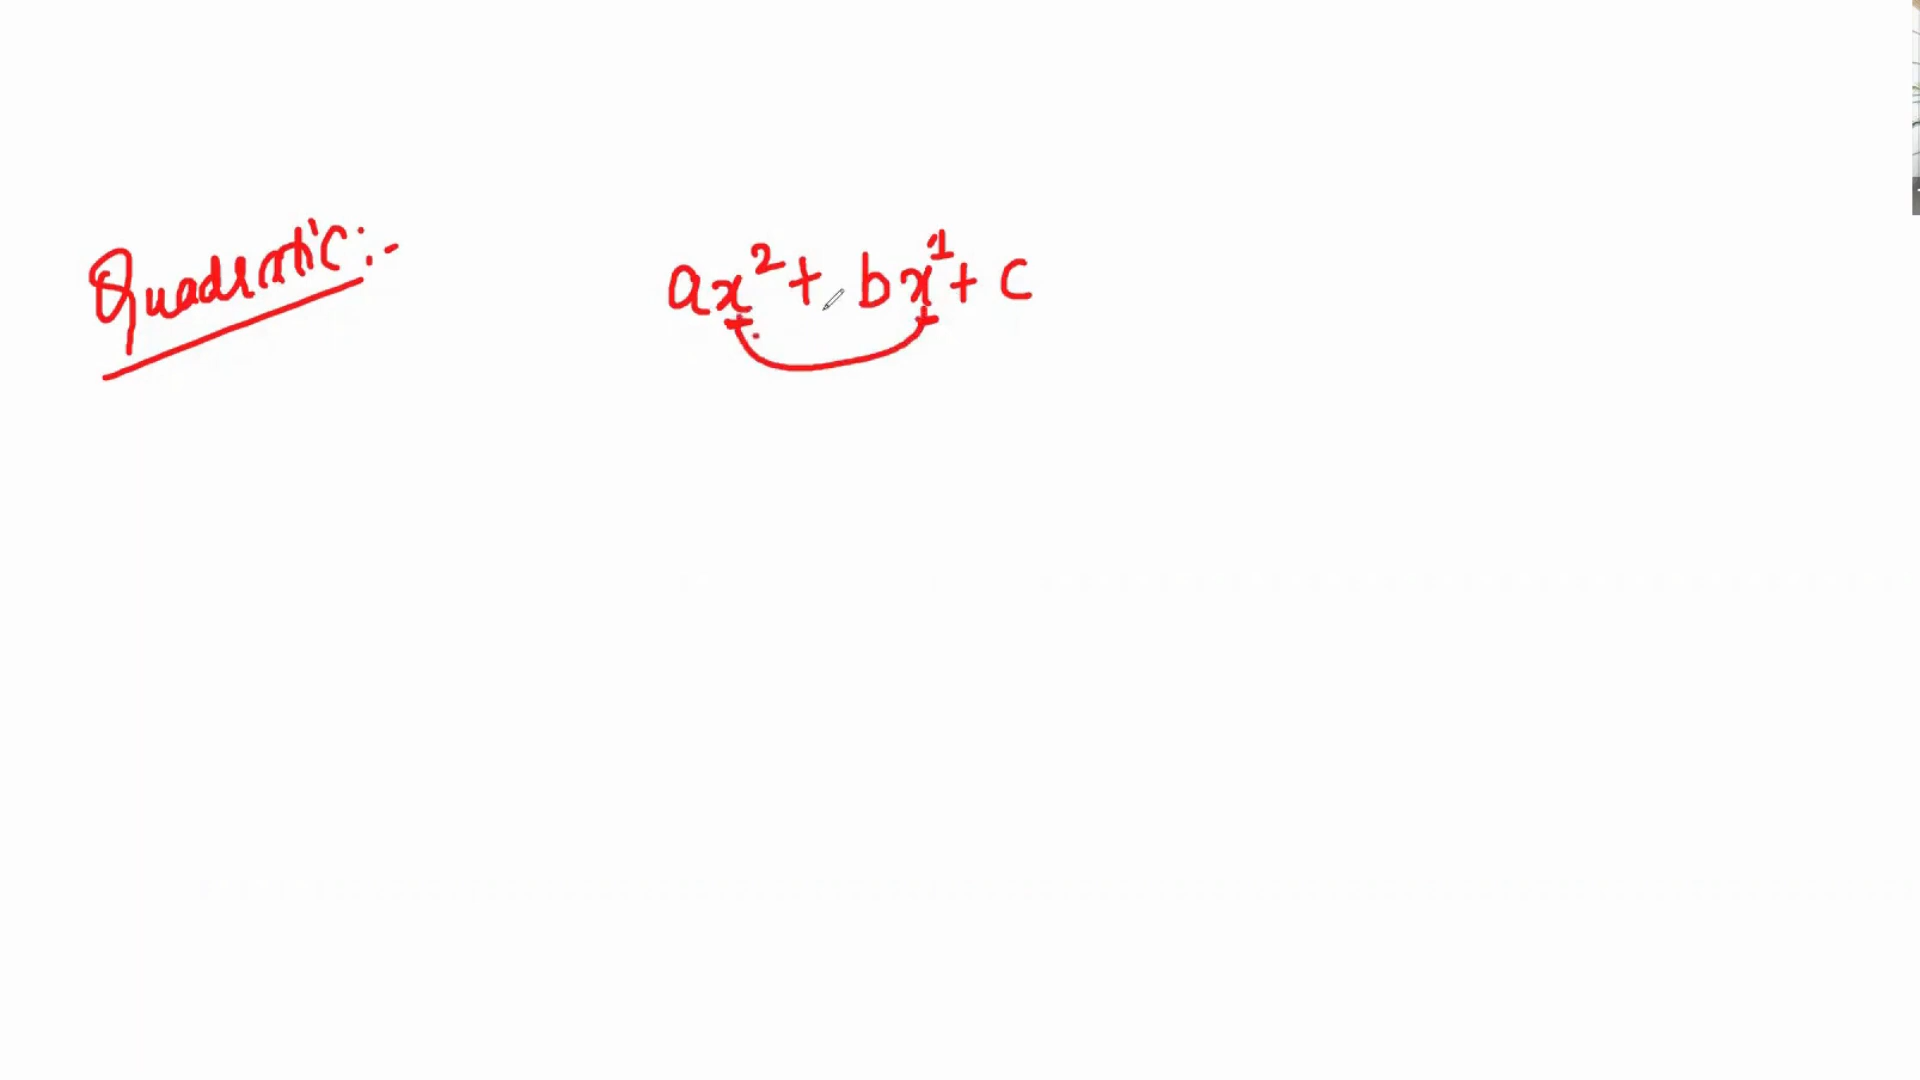 Quadratic:-
ax² + bx¹ + c